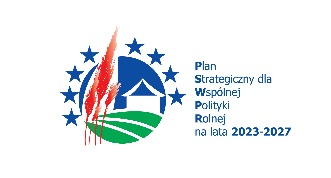 Plan
Strategiczny dla
Wspólnej
Polityki
Rolnej
na lata 2023-2027